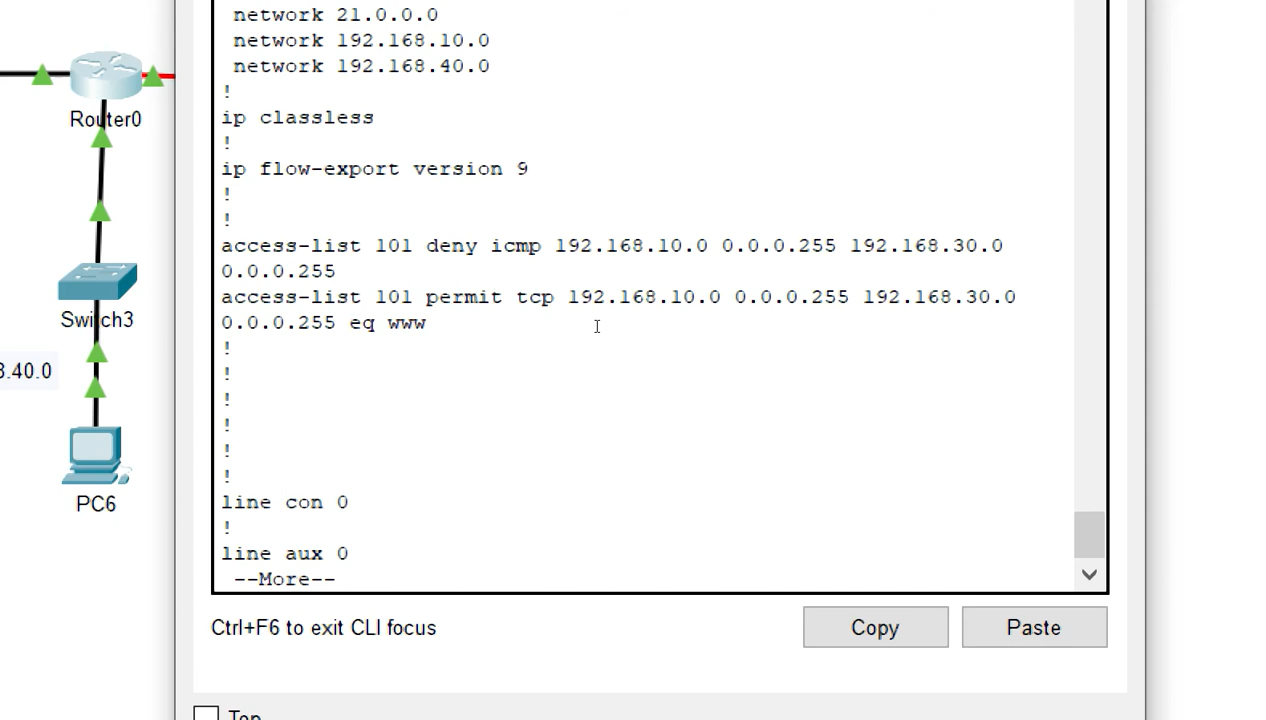 network 21.0.0.0
network 192.168.10.0
network 192.168.40.0
!
ip classless
!
ip flow-export version 9
!
!
access-list 101 deny icmp 192.168.10.0 0.0.0.255 192.168.30.0
0.0.0.255
access-list 101 permit tcp 192.168.10.0 0.0.0.255 192.168.30.0
0.0.0.255 eq www
!
!
!
!
!
!
line con 0
!
line aux 0
--More--
Ctrl+F6 to exit CLI focus
Copy
Paste
Top
Router0
Switch3
3.40.0
PC6